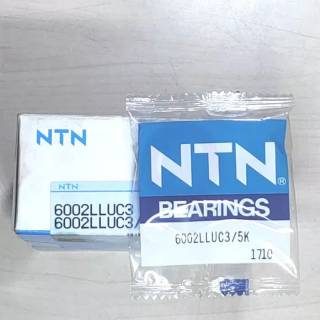 NTN
NTN
6002LLUC3
6002LLUC3/
NTN®
BEARINGS
6002LLUC3/5K
1710